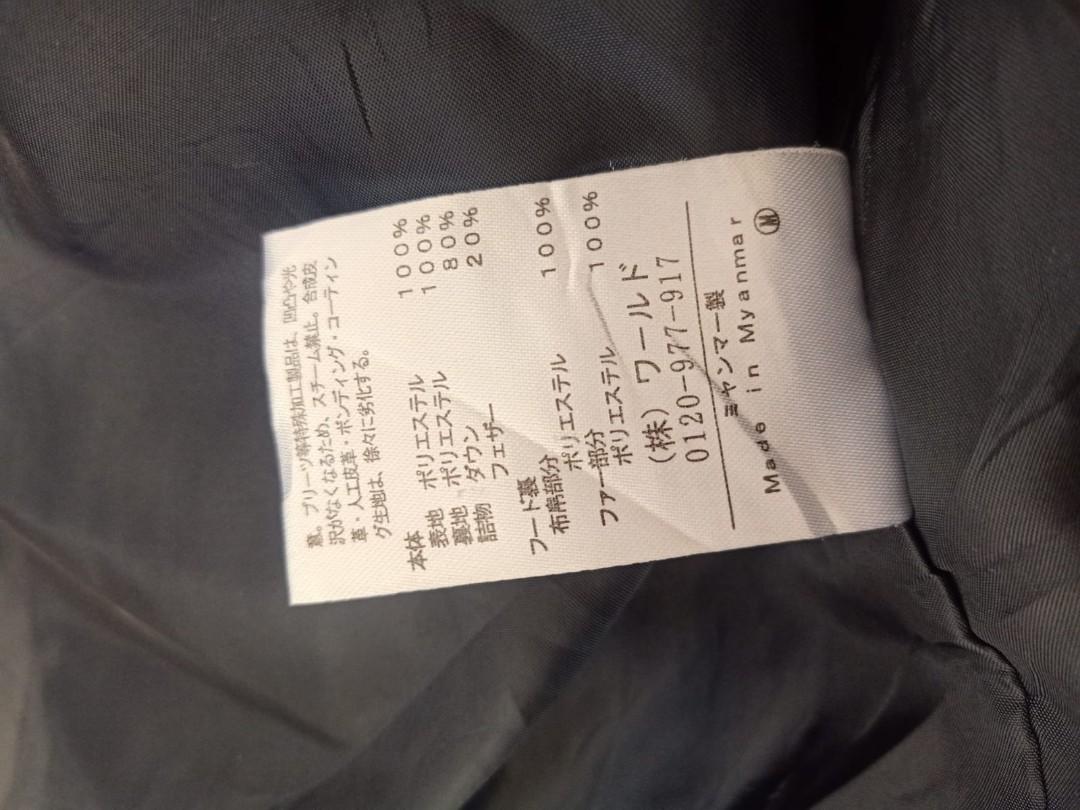 意。プリーツ等特殊加工製品は、凹凸や光
沢がなくなるため、スチーム禁止。合成皮
革・人工皮革・ボンディング・コーティン
グ生地は、徐々に劣化する。
本体
表地 ポリエステル 100%
裏地 ポリエステル 100%
詰物 ダウン 80%
フェザー 20%
フード裏
布帛部分
ポリエステル 100%
ファー部分
ポリエステル 100%
(株)ワールド
0120-977-917
ミャンマー製
Made in Myanmar
M